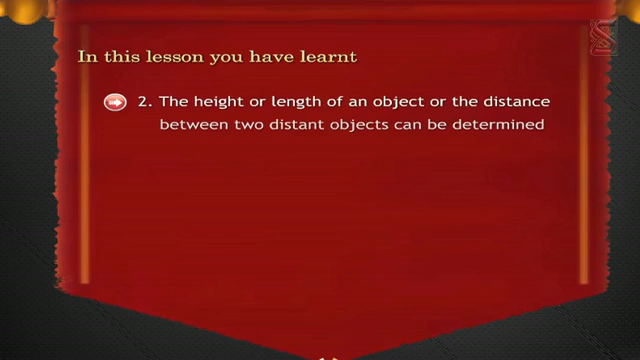 In this lesson you have learnt
2. The height or length of an object or the distance
between two distant objects can be determined